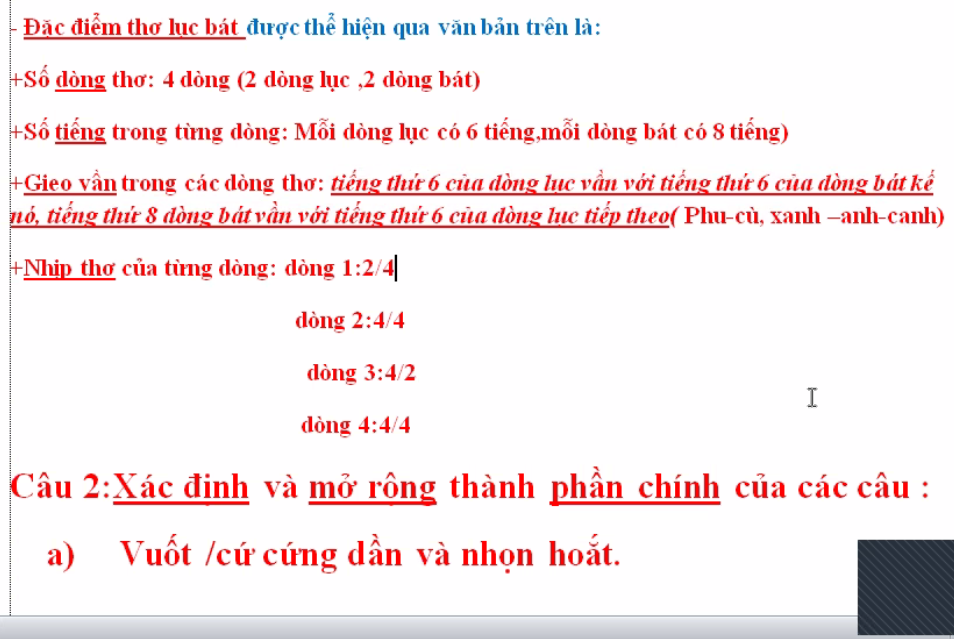 - Đặc điểm thơ lục bát được thể hiện qua văn bản trên là:
+Số dòng thơ: 4 dòng (2 dòng lục ,2 dòng bát)
+Số tiếng trong từng dòng: Mỗi dòng lục có 6 tiếng,mỗi dòng bát có 8 tiếng)
+Gieo vần trong các dòng thơ: tiếng thứ 6 của dòng lục vần với tiếng thứ 6 của dòng bát kế
nó, tiếng thứ 8 dòng bát vần với tiếng thứ 6 của dòng lục tiếp theo( Phu-cù, xanh –anh-canh)
+Nhịp thơ của từng dòng: dòng 1:2/4
dòng 2:4/4
dòng 3:4/2
dòng 4:4/4
Câu 2:Xác định và mở rộng thành phần chính của các câu :
a) Vuốt /cứ cứng dần và nhọn hoắt.